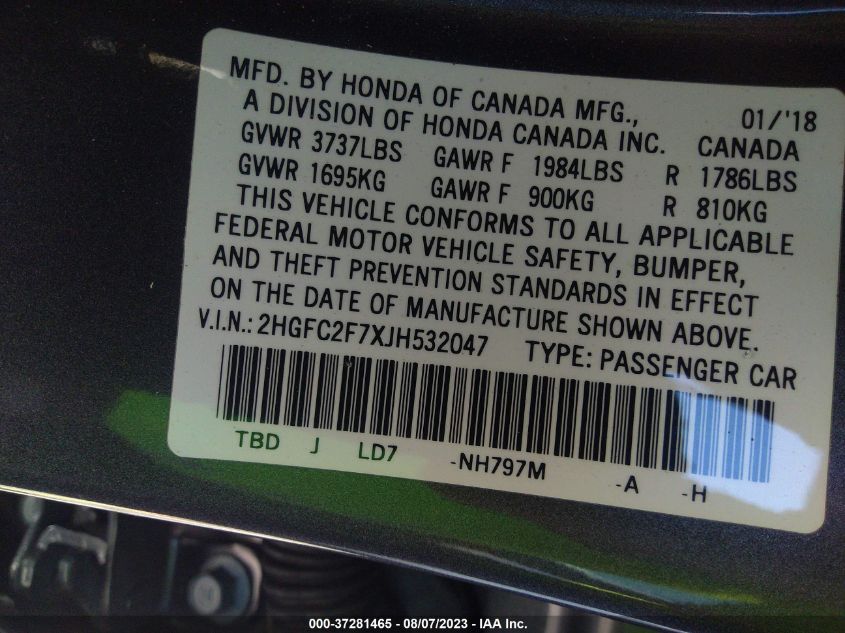 MFD. BY HONDA OF CANADA MFG., 01/'18
A DIVISION OF HONDA CANADA INC. CANADA
GVWR 3737LBS GAWR F 1984LBS R 1786LBS
GVWR 1695KG GAWR F 900KG R 810KG
THIS VEHICLE CONFORMS TO ALL APPLICABLE
FEDERAL MOTOR VEHICLE SAFETY, BUMPER,
AND THEFT PREVENTION STANDARDS IN EFFECT
ON THE DATE OF MANUFACTURE SHOWN ABOVE.
V.I.N.: 2HGFC2F7XJH532047 TYPE: PASSENGER CAR
TBD J LD7 -NH797M -A -H
000-37281465 - 08/07/2023 - IAA Inc.